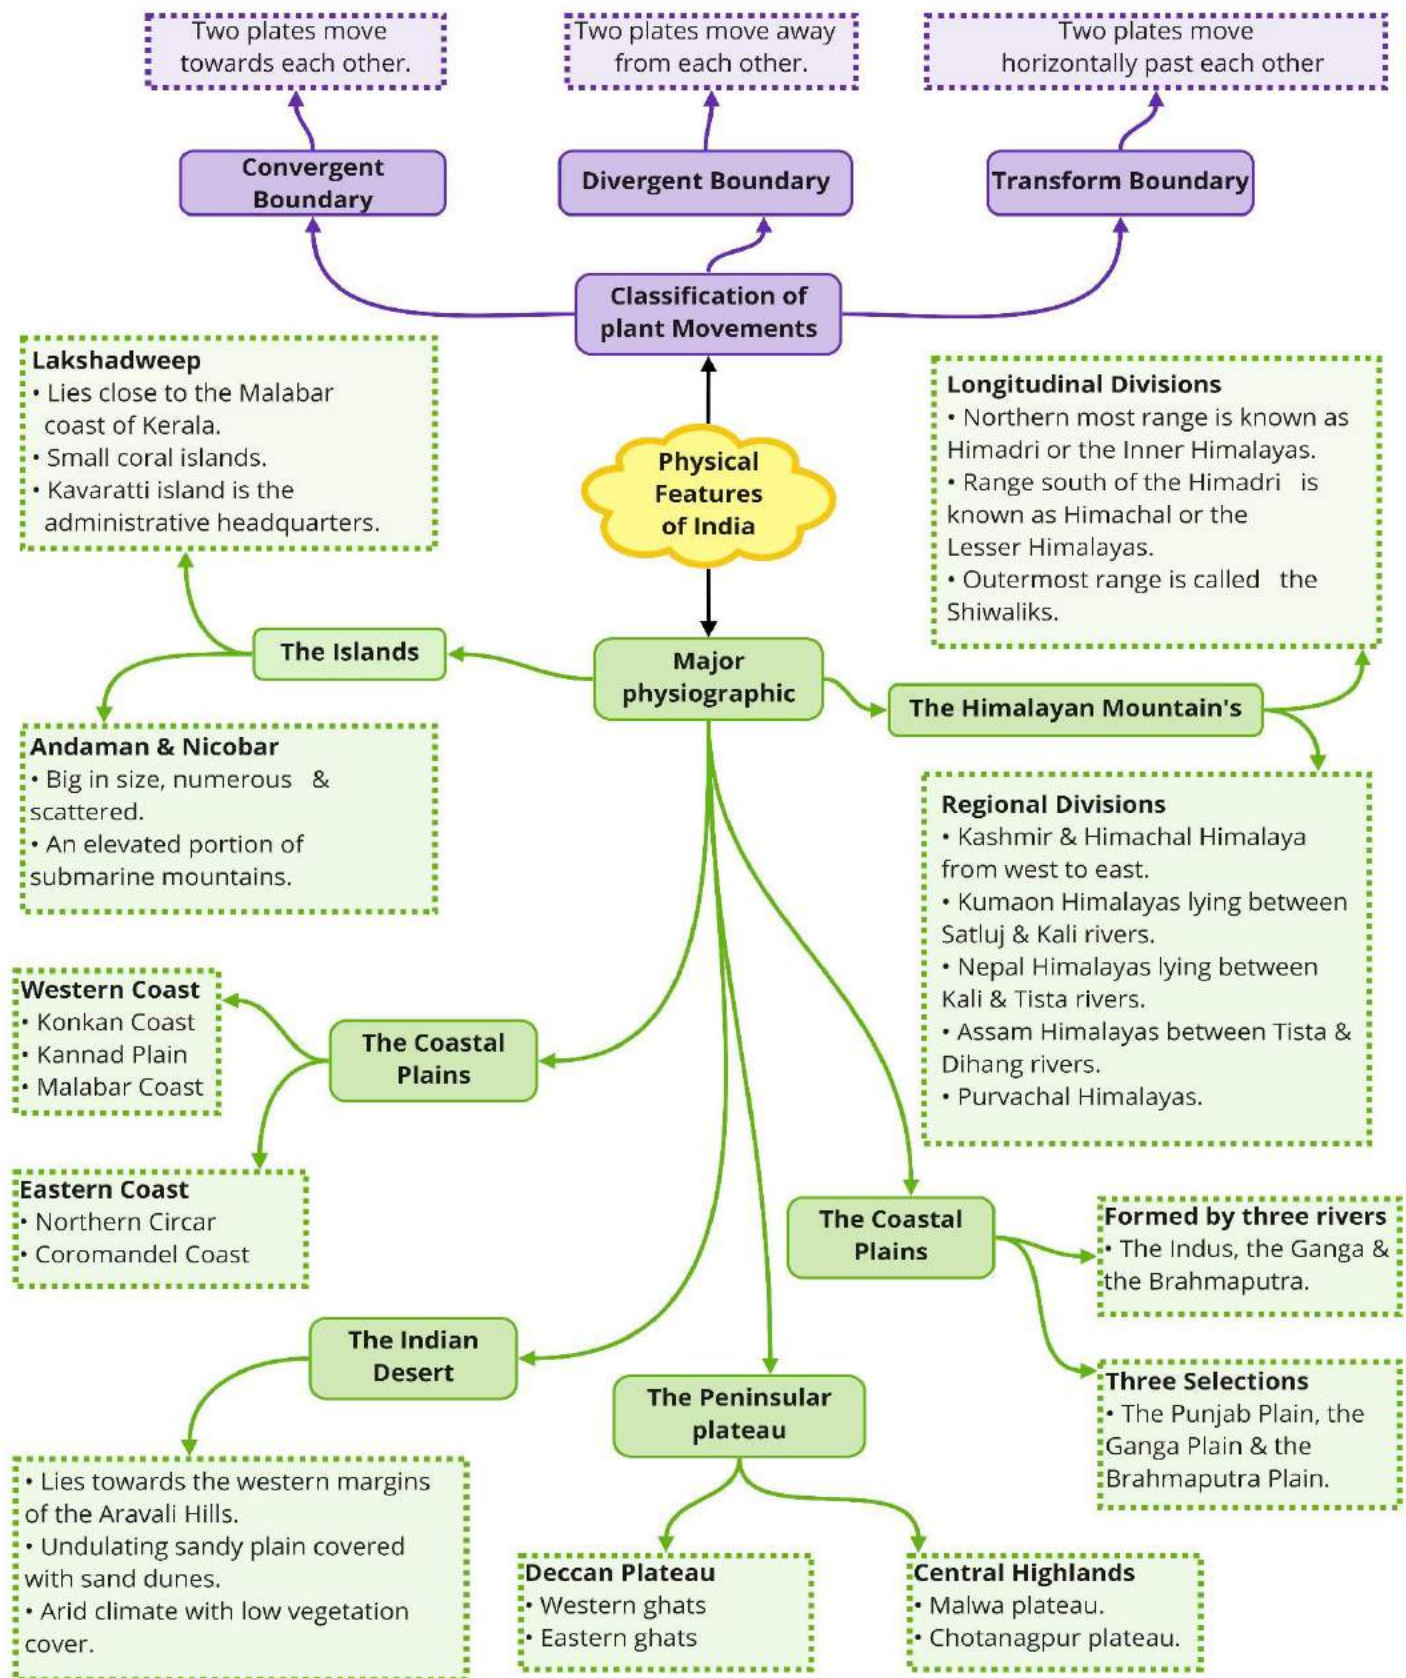 Two plates move
towards each other.
Two plates move away
from each other.
Two plates move
horizontally past each other
Convergent
Boundary
Divergent Boundary
Transform Boundary
Classification of
plant Movements
Lakshadweep
• Lies close to the Malabar
coast of Kerala.
• Small coral islands.
• Kavaratti island is the
administrative headquarters.
Physical
Features
of India
Longitudinal Divisions
• Northern most range is known as
Himadri or the Inner Himalayas.
• Range south of the Himadri is
known as Himachal or the
Lesser Himalayas.
• Outermost range is called the
Shiwaliks.
The Islands
Major
physiographic
The Himalayan Mountain's
Andaman & Nicobar
• Big in size, numerous &
scattered.
• An elevated portion of
submarine mountains.
Regional Divisions
• Kashmir & Himachal Himalaya
from west to east.
• Kumaon Himalayas lying between
Satluj & Kali rivers.
• Nepal Himalayas lying between
Kali & Tista rivers.
• Assam Himalayas between Tista &
Dihang rivers.
• Purvachal Himalayas.
Western Coast
• Konkan Coast
• Kannad Plain
• Malabar Coast
The Coastal
Plains
Eastern Coast
• Northern Circar
• Coromandel Coast
The Coastal
Plains
Formed by three rivers
• The Indus, the Ganga &
the Brahmaputra.
The Indian
Desert
The Peninsular
plateau
Three Selections
• The Punjab Plain, the
Ganga Plain & the
Brahmaputra Plain.
• Lies towards the western margins
of the Aravali Hills.
• Undulating sandy plain covered
with sand dunes.
• Arid climate with low vegetation
cover.
Deccan Plateau
• Western ghats
• Eastern ghats
Central Highlands
• Malwa plateau.
• Chotanagpur plateau.